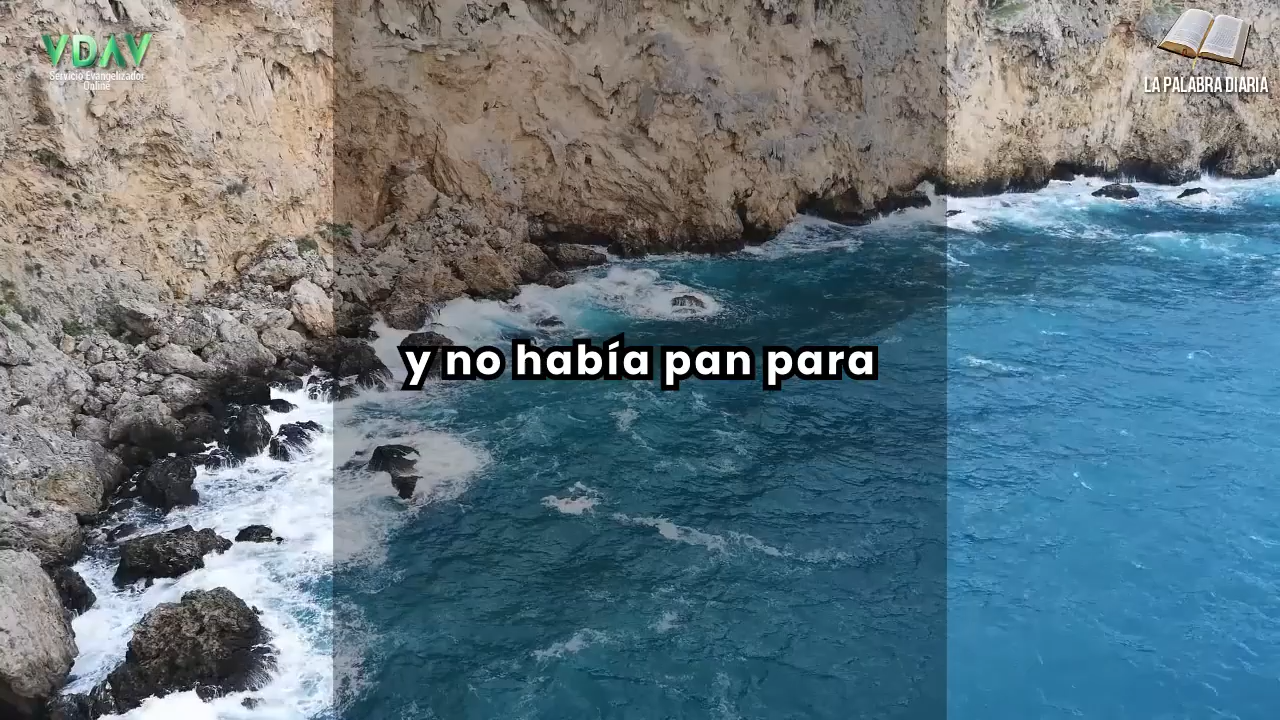 VDAV
Servicio Evangelizador
Online
LA PALABRA DIARIA
y no había pan para